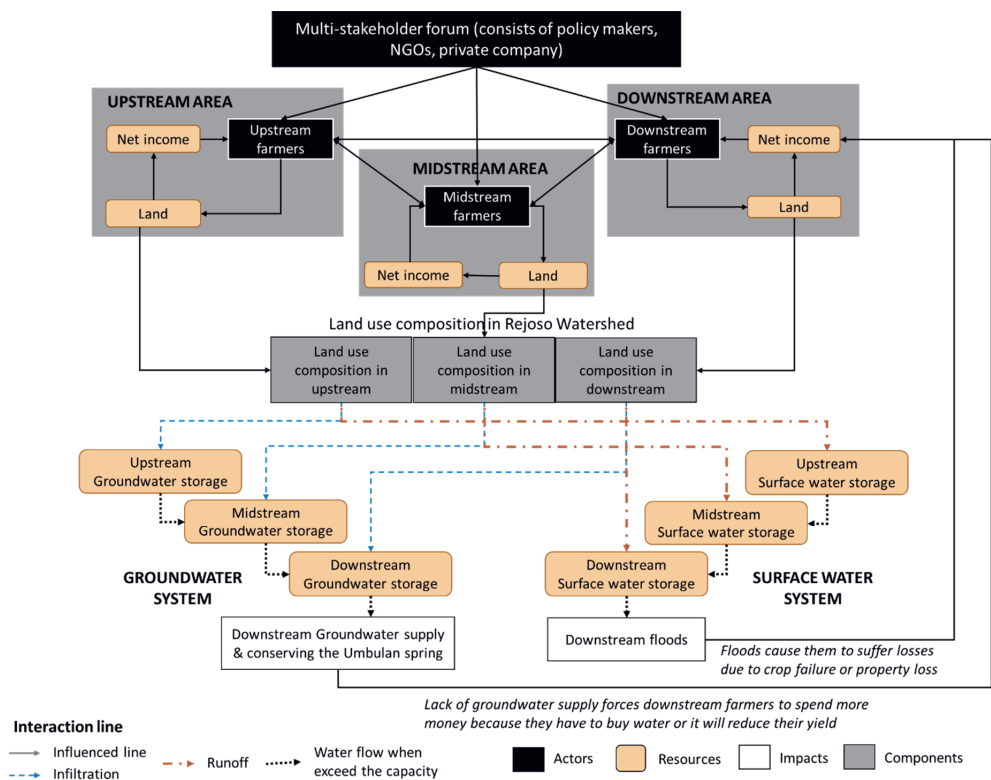 Multi-stakeholder forum (consists of policy makers,
NGOs, private company)
UPSTREAM AREA
Net income
Upstream
farmers
Land
MIDSTREAM AREA
Midstream
farmers
Net income
Land
DOWNSTREAM AREA
Downstream
farmers
Net income
Land
Land use composition in Rejoso Watershed
Land use
composition in
upstream
Land use
composition in
midstream
Land use
composition in
downstream
Upstream
Groundwater storage
Midstream
Groundwater storage
Downstream
Groundwater storage
GROUNDWATER
SYSTEM
Downstream Groundwater supply
& conserving the Umbulan spring
Upstream
Surface water storage
Midstream
Surface water storage
Downstream
Surface water storage
SURFACE WATER
SYSTEM
Downstream floods
Floods cause them to suffer losses
due to crop failure or property loss
Lack of groundwater supply forces downstream farmers to spend more
money because they have to buy water or it will reduce their yield
Interaction line
Influenced line
Infiltration
Runoff
Water flow when
exceed the capacity
Actors
Resources
Impacts
Components